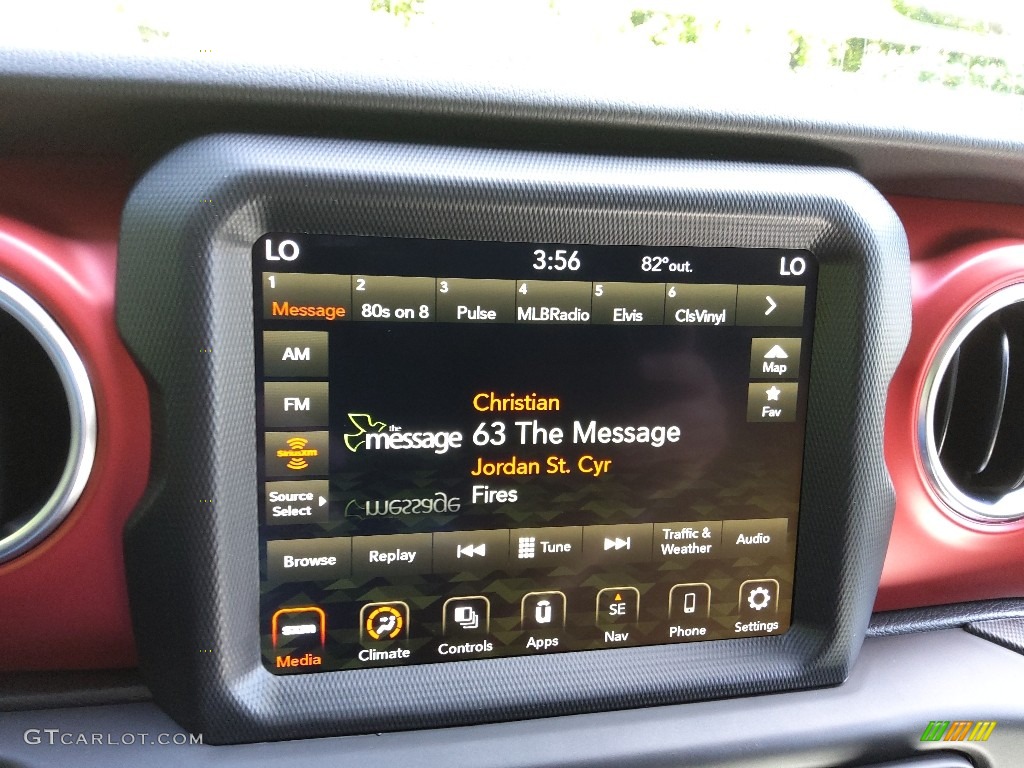 LO 3:56 82° out. LO
1 Message 2 80s on 8 3 Pulse 4 MLBRadio 5 Elvis 6 ClsVinyl >
AM
FM
SiriusXM
Source Select
Map
Fav
Christian
the message
63 The Message
Jordan St. Cyr
Fires
message
Browse Replay Tune Traffic & Weather Audio
SXM SE
Media Climate Controls Apps Nav Phone Settings
GTCARLOT.COM